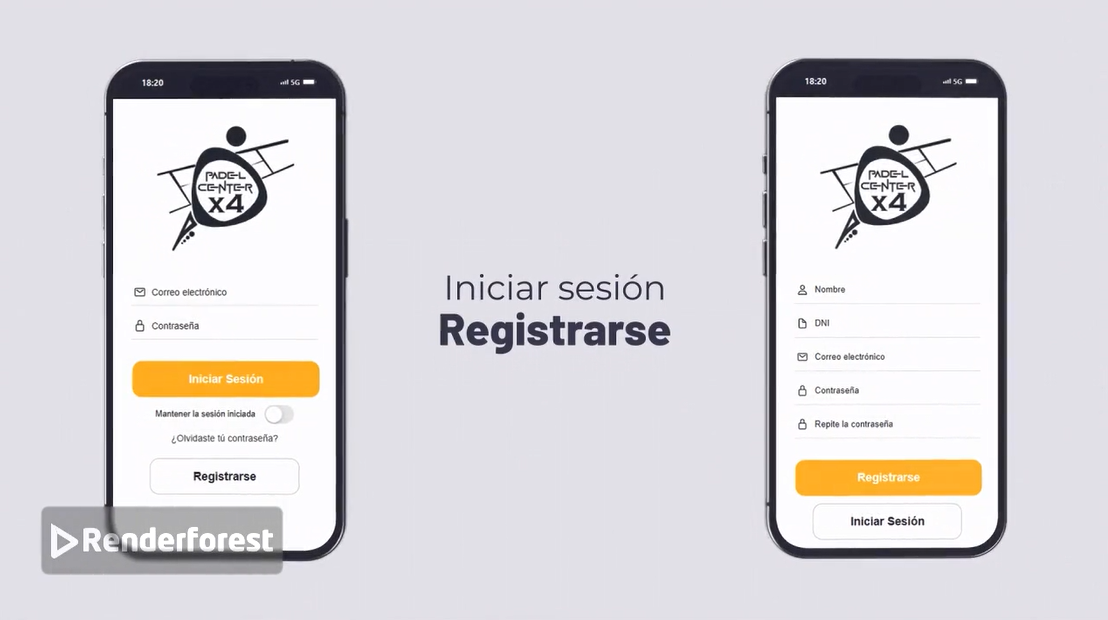 18:20
5G
PADEL
CENTER
X4
Correo electrónico
Contraseña
Iniciar Sesión
Mantener la sesión iniciada
¿Olvidaste tú contraseña?
Registrarse
Renderforest
Iniciar sesión
Registrarse
18:20
5G
PADEL
CENTER
X4
Nombre
DNI
Correo electrónico
Contraseña
Repite la contraseña
Registrarse
Iniciar Sesión